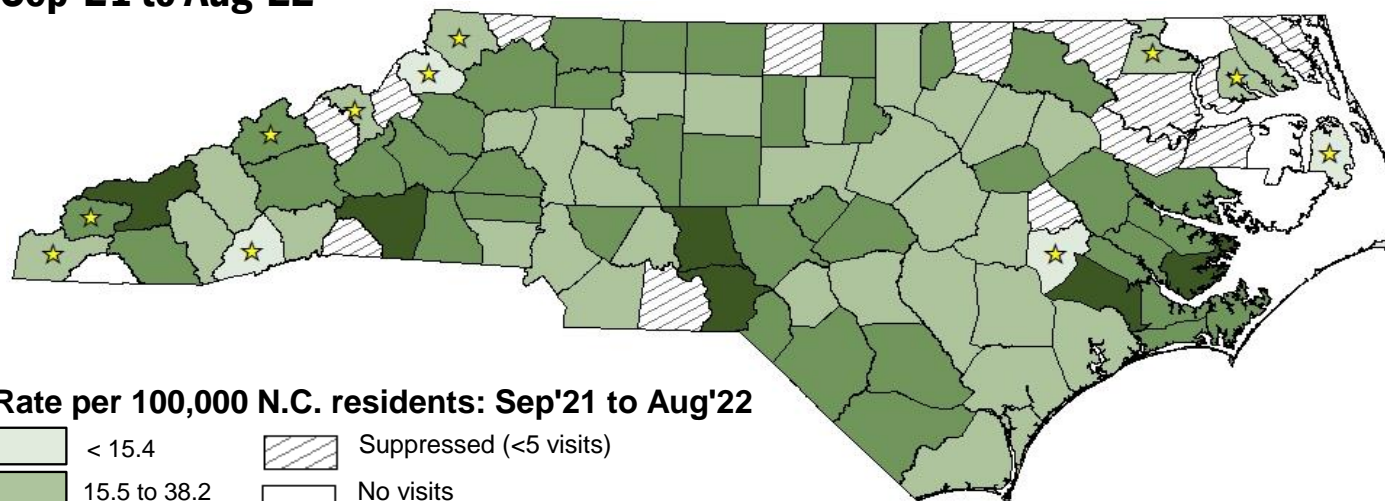 Sep'21 to Aug'22
Rate per 100,000 N.C. residents: Sep'21 to Aug'22
< 15.4
Suppressed (<5 visits)
15.5 to 38.2
No visits